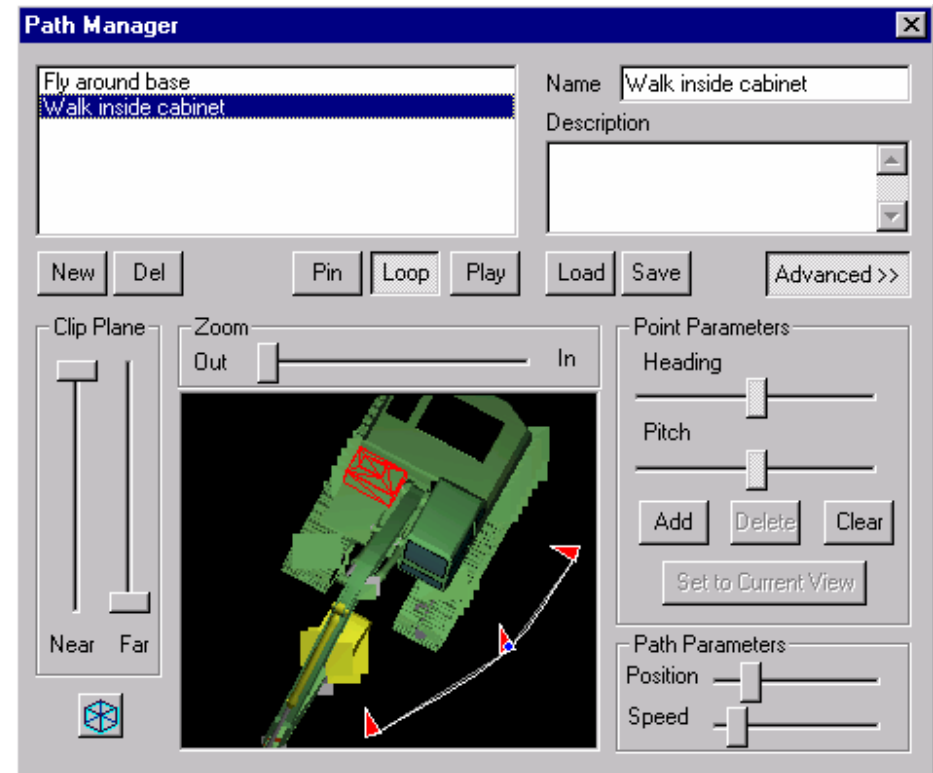 Path Manager
Fly around base
Walk inside cabinet
Name Walk inside cabinet
Description
New Del Pin Loop Play Load Save Advanced >>
Clip Plane
Near Far
Zoom
Out In
Point Parameters
Heading
Pitch
Add Delete Clear
Set to Current View
Path Parameters
Position
Speed